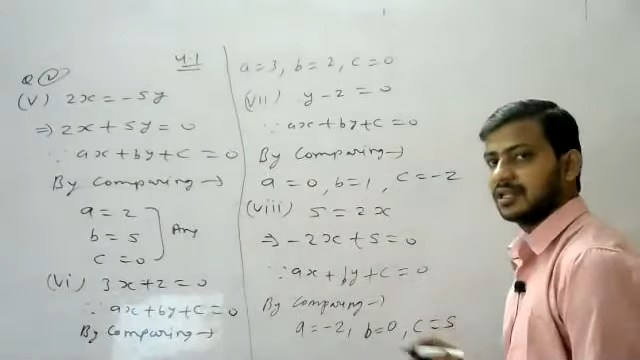 4.1
Q 2
(v) 2x = -5y
⇒ 2x + 5y = 0
∵ ax + by + c = 0
By Comparing →
a = 2
b = 5
c = 0
Ans
(vi) 3x + 2 = 0
∵ ax + by + c = 0
By Comparing →
a = 3, b = 2, c = 0
(vii) y - 2 = 0
∵ ax + by + c = 0
By Comparing →
a = 0, b = 1, c = -2
(viii) 5 = 2x
⇒ -2x + 5 = 0
∵ ax + by + c = 0
By Comparing →
a = -2, b = 0, c = 5